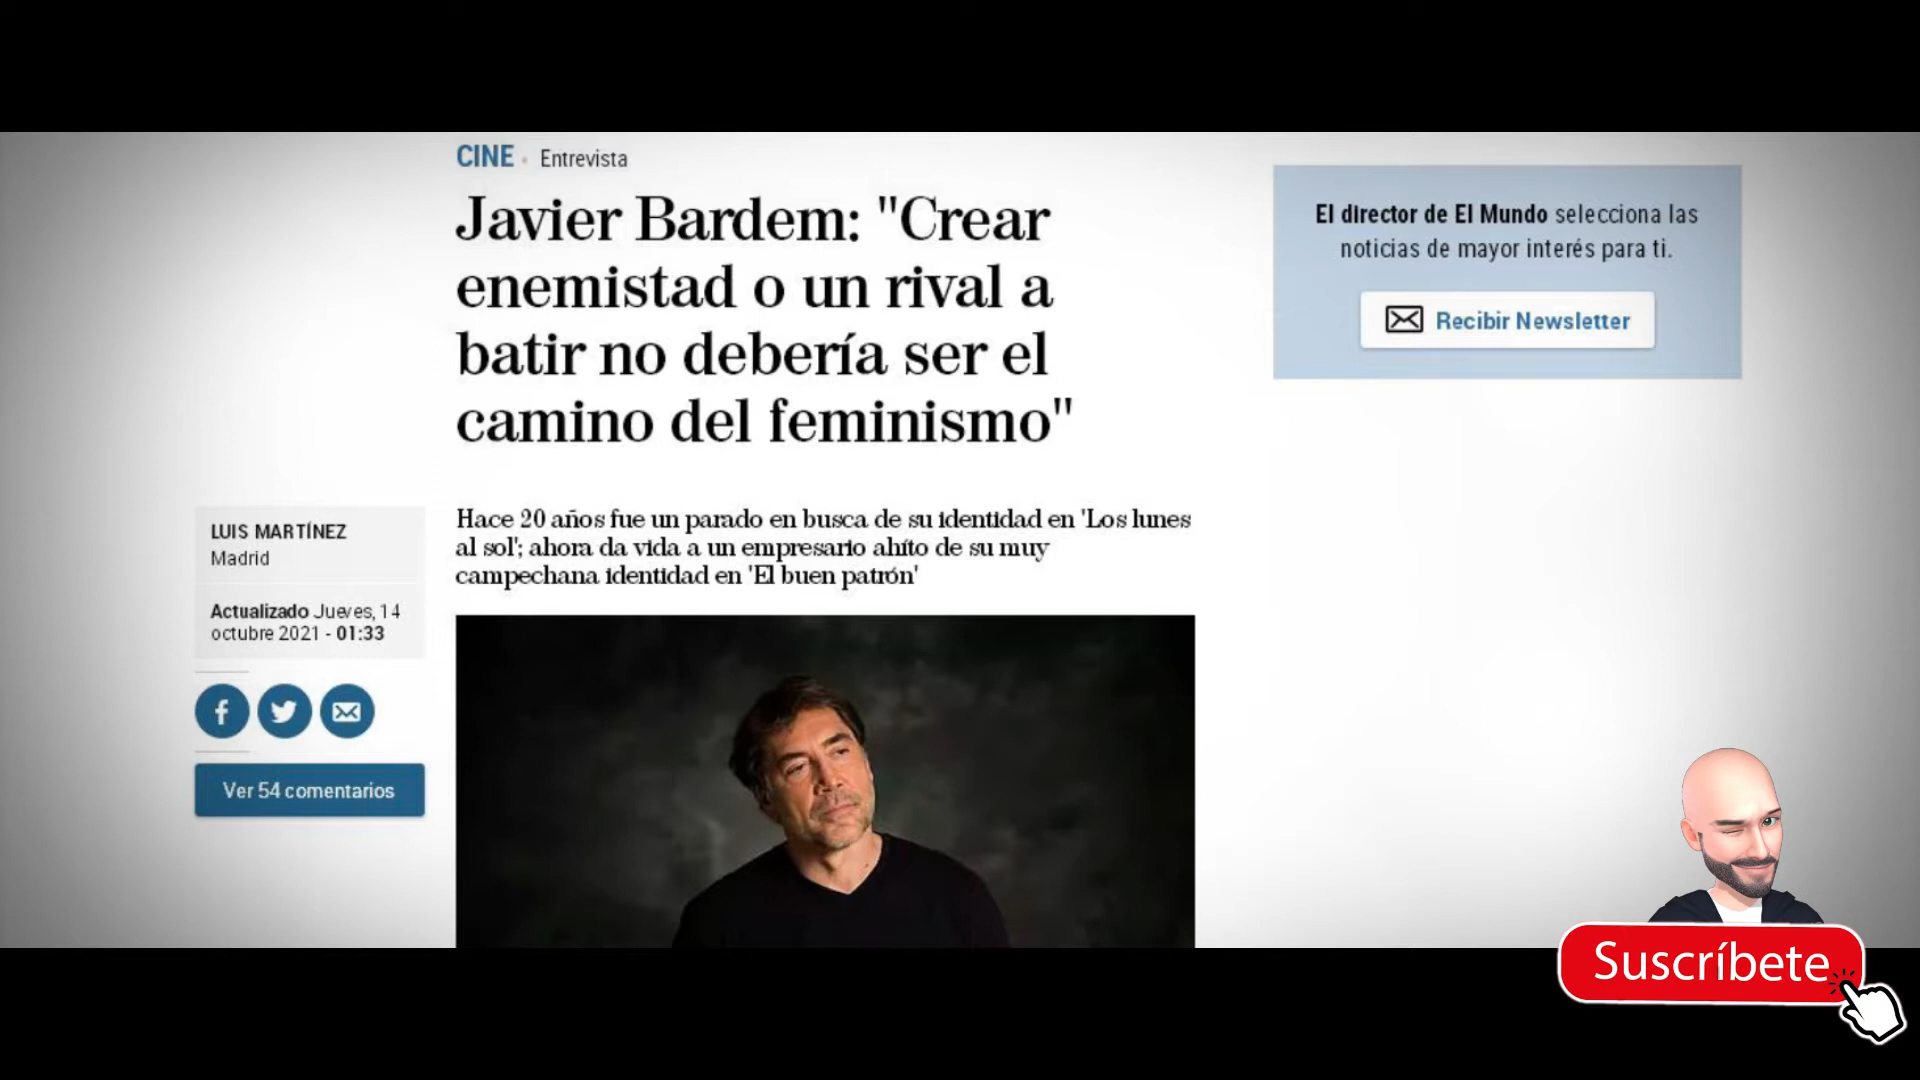 CINE • Entrevista
Javier Bardem: "Crear
enemistad o un rival a
batir no debería ser el
camino del feminismo"
El director de El Mundo selecciona las
noticias de mayor interés para ti.
Recibir Newsletter
Hace 20 años fue un parado en busca de su identidad en 'Los lunes
al sol'; ahora da vida a un empresario ahíto de su muy
campechana identidad en 'El buen patrón'
LUIS MARTÍNEZ
Madrid
Actualizado Jueves, 14
octubre 2021 - 01:33
Ver 54 comentarios
Suscríbete